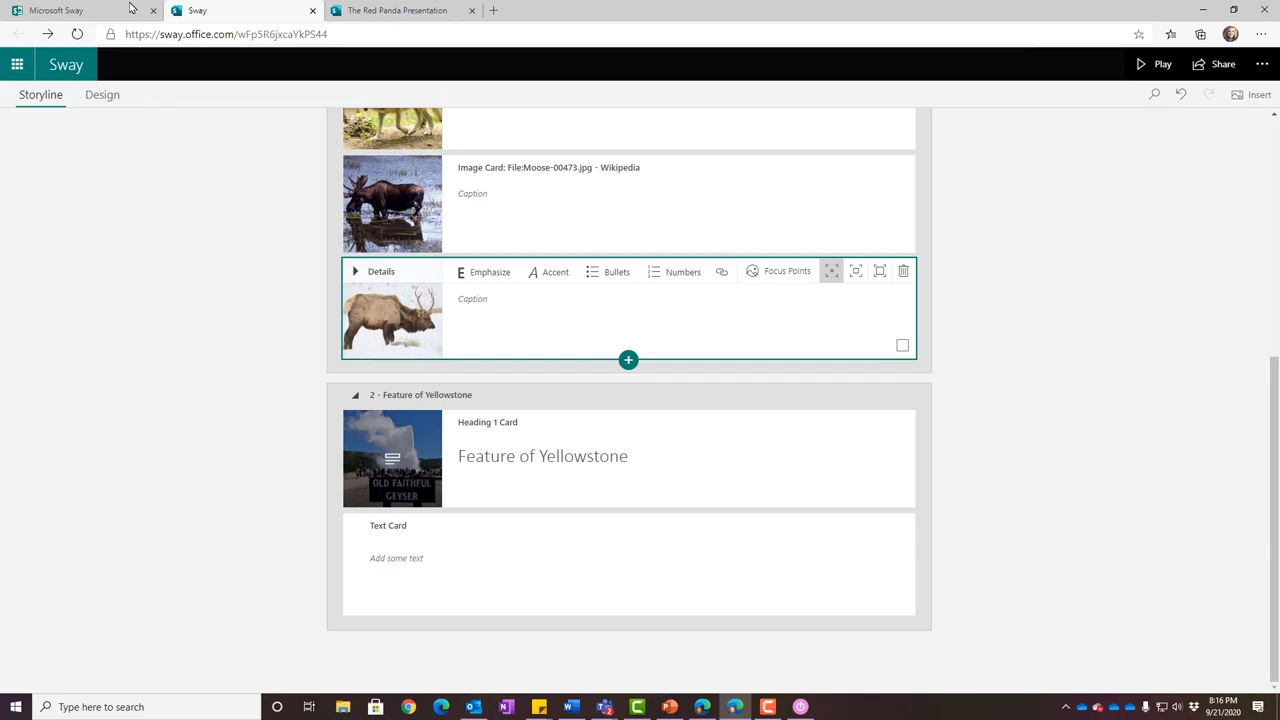 Microsoft Sway
Sway
The Red Panda Presentation
https://sway.office.com/wFp5R6jxcaYkPS44
Sway
Play
Share
Storyline
Design
Insert
Image Card: File:Moose-00473.jpg - Wikipedia
Caption
Details
E Emphasize
A Accent
Bullets
Numbers
Focus Points
Caption
2 - Feature of Yellowstone
Heading 1 Card
Feature of Yellowstone
OLD FAITHFUL
GEYSER
Text Card
Add some text
Type here to search
8:16 PM
9/21/2020